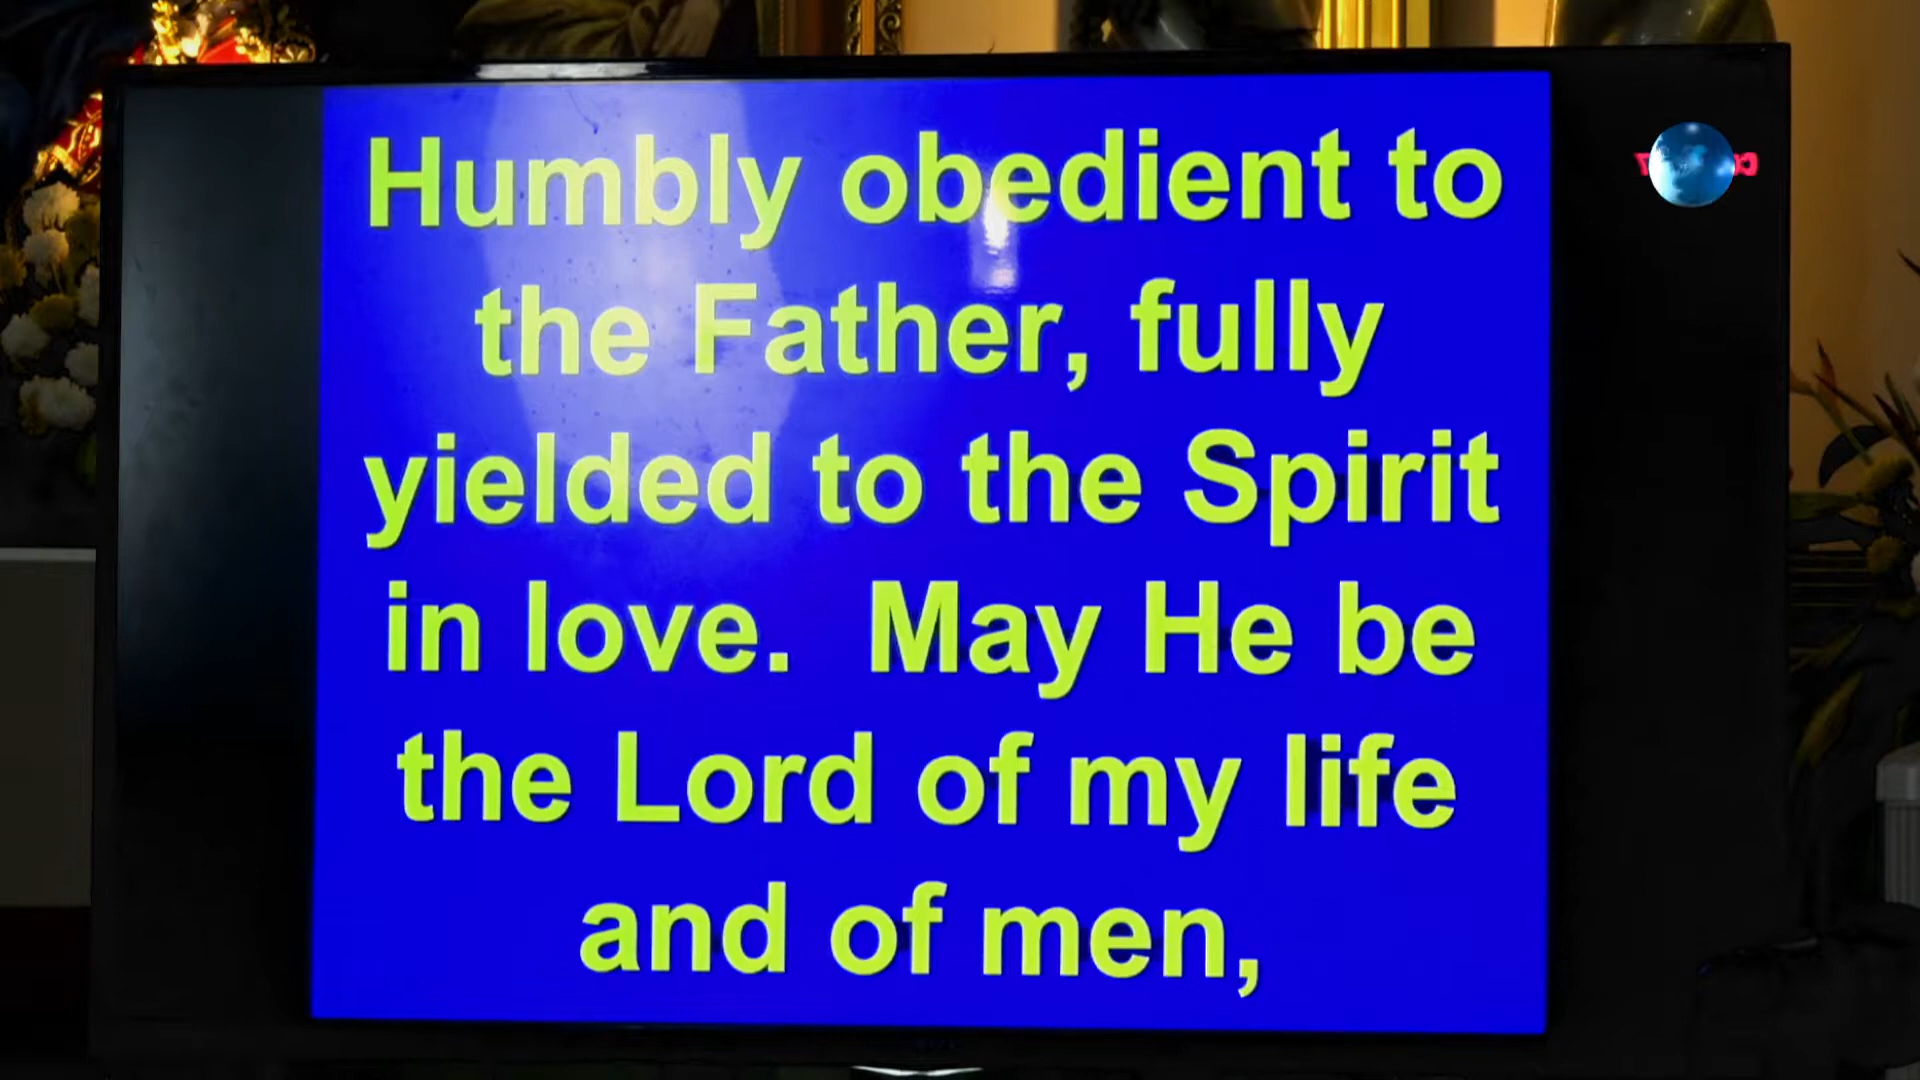 Humbly obedient to
the Father, fully
yielded to the Spirit
in love.  May He be
the Lord of my life
and of men,